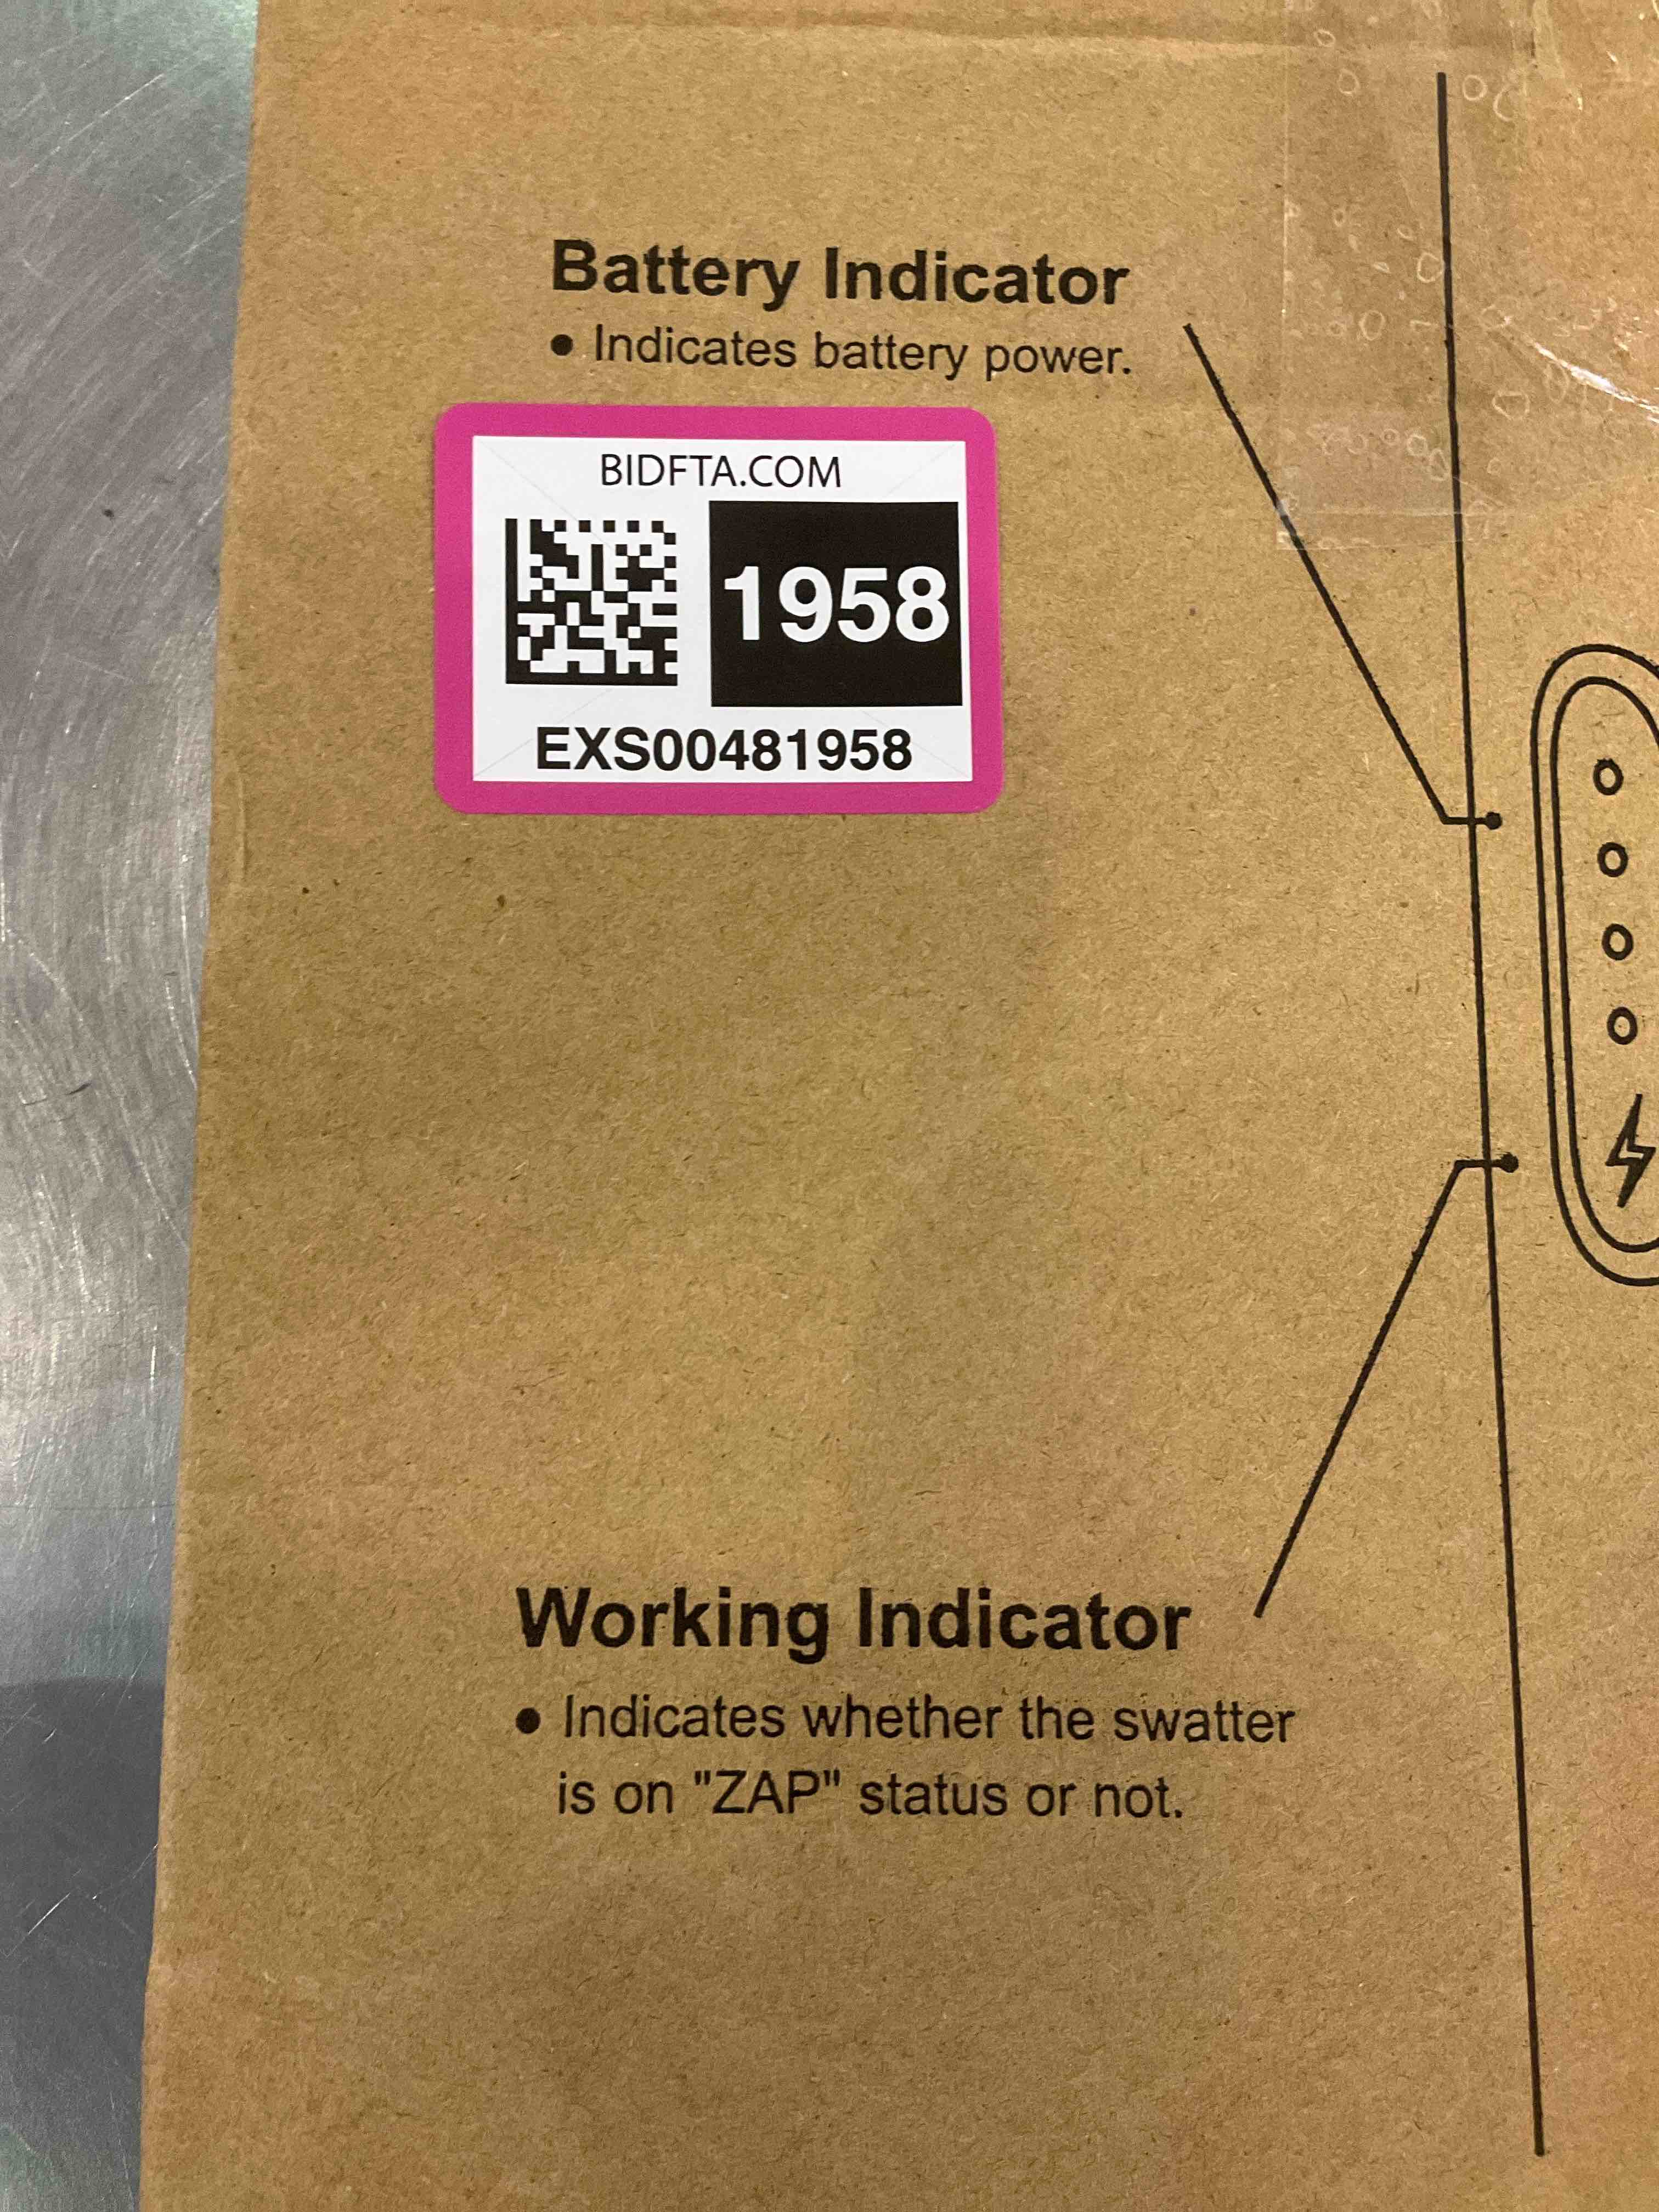 Battery Indicator
● Indicates battery power.
BIDFTA.COM
1958
EXS00481958
Working Indicator
● Indicates whether the swatter
is on "ZAP" status or not.